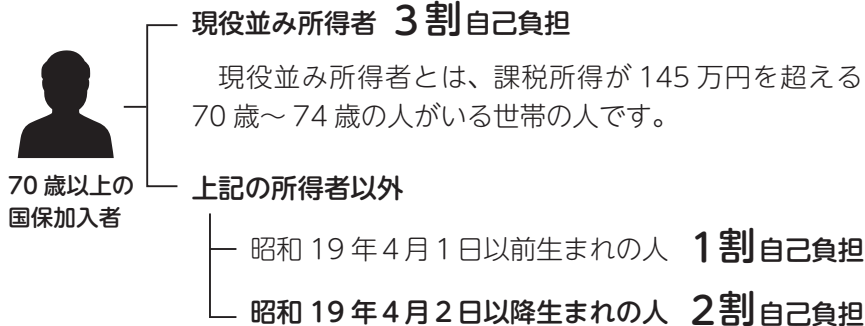 現役並み所得者 3割自己負担
現役並み所得者とは、課税所得が145万円を超える
70歳～74歳の人がいる世帯の人です。
70歳以上の
国保加入者
上記の所得者以外
昭和19年4月1日以前生まれの人 1割自己負担
昭和19年4月2日以降生まれの人 2割自己負担